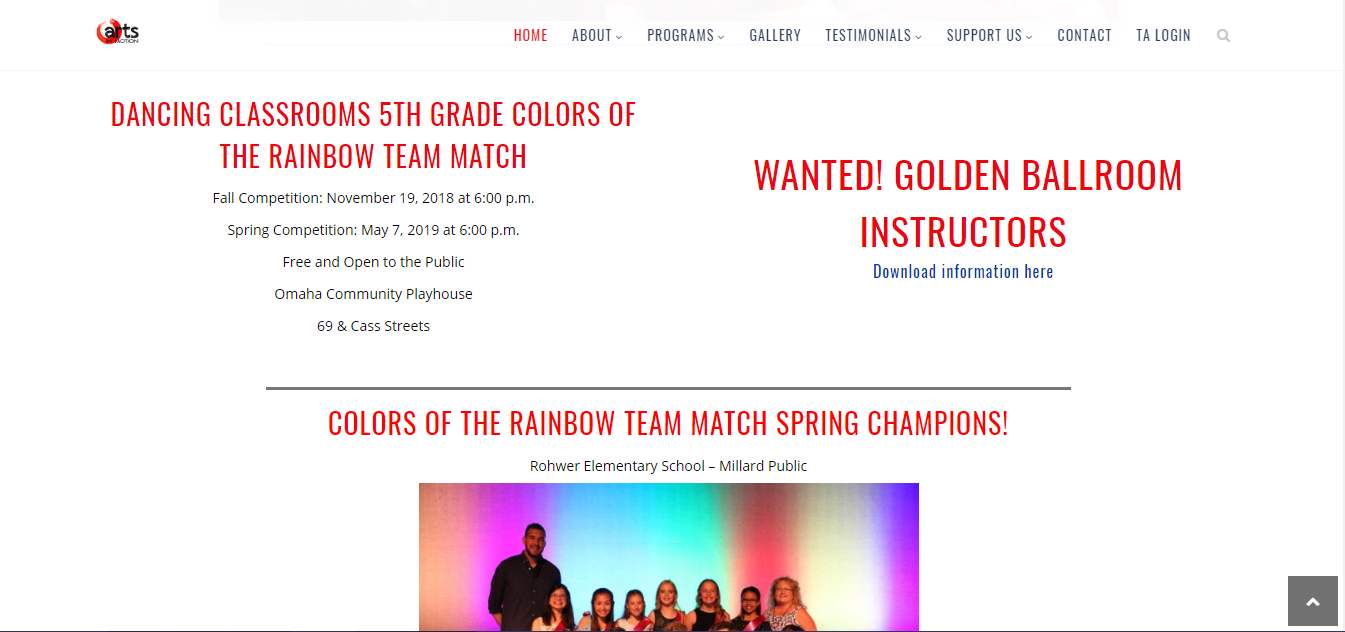 arts
IN MOTION
HOME ABOUT PROGRAMS GALLERY TESTIMONIALS SUPPORT US CONTACT TA LOGIN
DANCING CLASSROOMS 5TH GRADE COLORS OF
THE RAINBOW TEAM MATCH
Fall Competition: November 19, 2018 at 6:00 p.m.
Spring Competition: May 7, 2019 at 6:00 p.m.
Free and Open to the Public
Omaha Community Playhouse
69 & Cass Streets
WANTED! GOLDEN BALLROOM
INSTRUCTORS
Download information here
COLORS OF THE RAINBOW TEAM MATCH SPRING CHAMPIONS!
Rohwer Elementary School – Millard Public